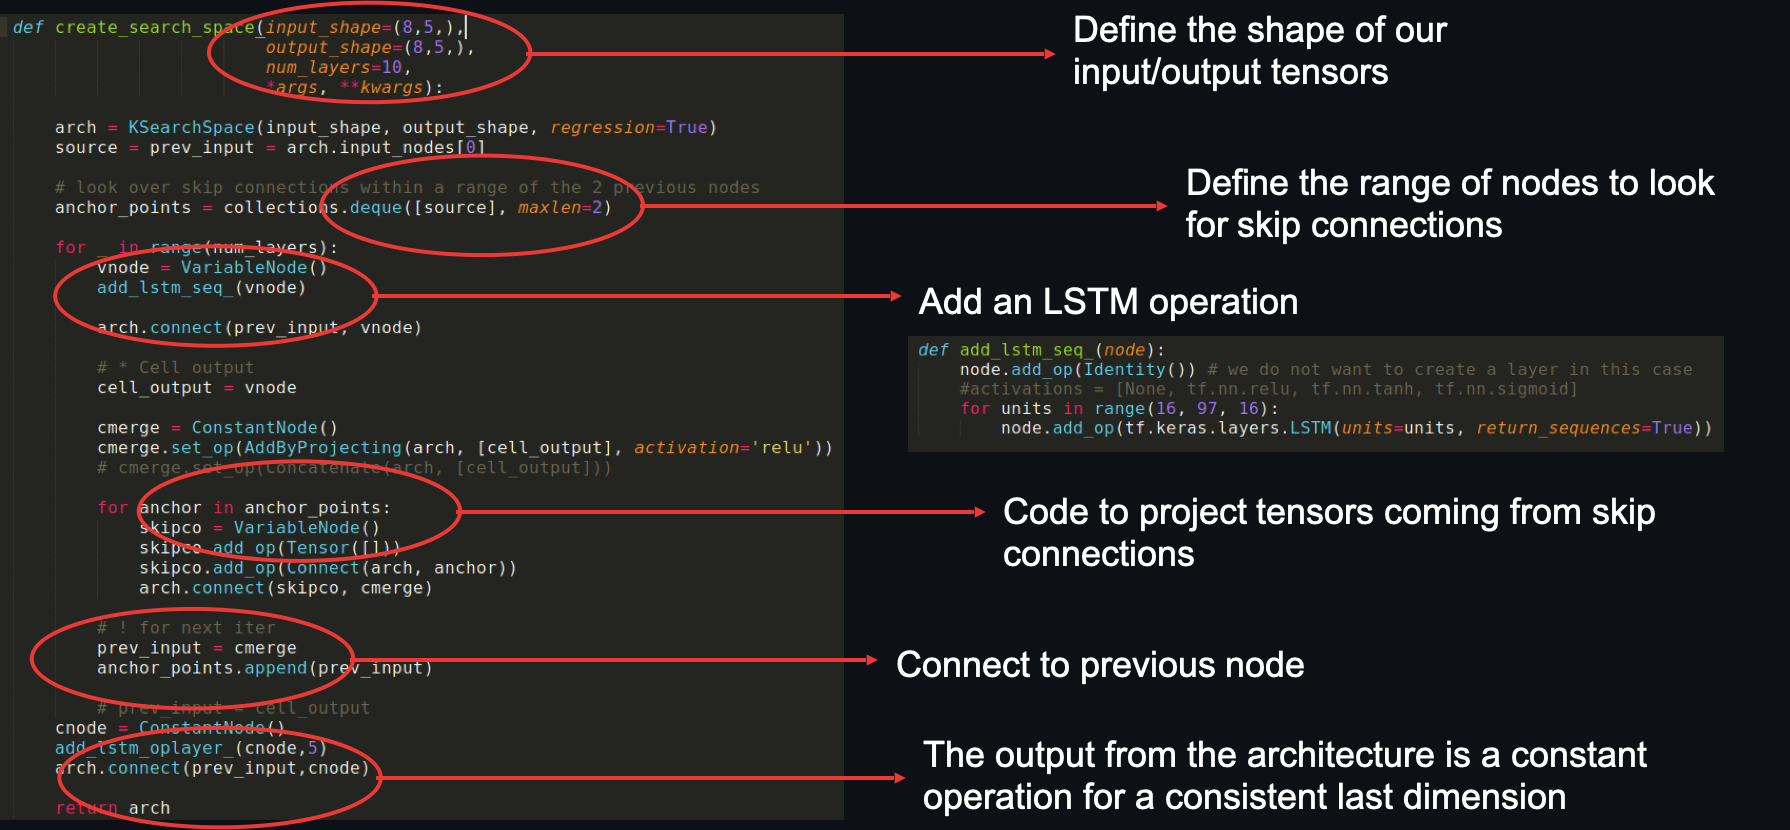 def create_search_space(input_shape=(8,5,),
output_shape=(8,5,),
num_layers=10,
*args, **kwargs):
arch = KSearchSpace(input_shape, output_shape, regression=True)
source = prev_input = arch.input_nodes[0]
# look over skip connections within a range of the 2 previous nodes
anchor_points = collections.deque([source], maxlen=2)
for _ in range(num_layers):
vnode = VariableNode()
add_lstm_seq_(vnode)
arch.connect(prev_input, vnode)
# * Cell output
cell_output = vnode
cmerge = ConstantNode()
cmerge.set_op(AddByProjecting(arch, [cell_output], activation='relu'))
# cmerge.set_op(Concatenate(arch, [cell_output]))
for anchor in anchor_points:
skipco = VariableNode()
skipco.add_op(Tensor([]))
skipco.add_op(Connect(arch, anchor))
arch.connect(skipco, cmerge)
# ! for next iter
prev_input = cmerge
anchor_points.append(prev_input)
# prev_input = cell_output
cnode = ConstantNode()
add_lstm_oplayer_(cnode,5)
arch.connect(prev_input,cnode)
return arch
Define the shape of our
input/output tensors
Define the range of nodes to look
for skip connections
Add an LSTM operation
def add_lstm_seq_(node):
node.add_op(Identity()) # we do not want to create a layer in this case
#activations = [None, tf.nn.relu, tf.nn.tanh, tf.nn.sigmoid]
for units in range(16, 97, 16):
node.add_op(tf.keras.layers.LSTM(units=units, return_sequences=True))
Code to project tensors coming from skip
connections
Connect to previous node
The output from the architecture is a constant
operation for a consistent last dimension